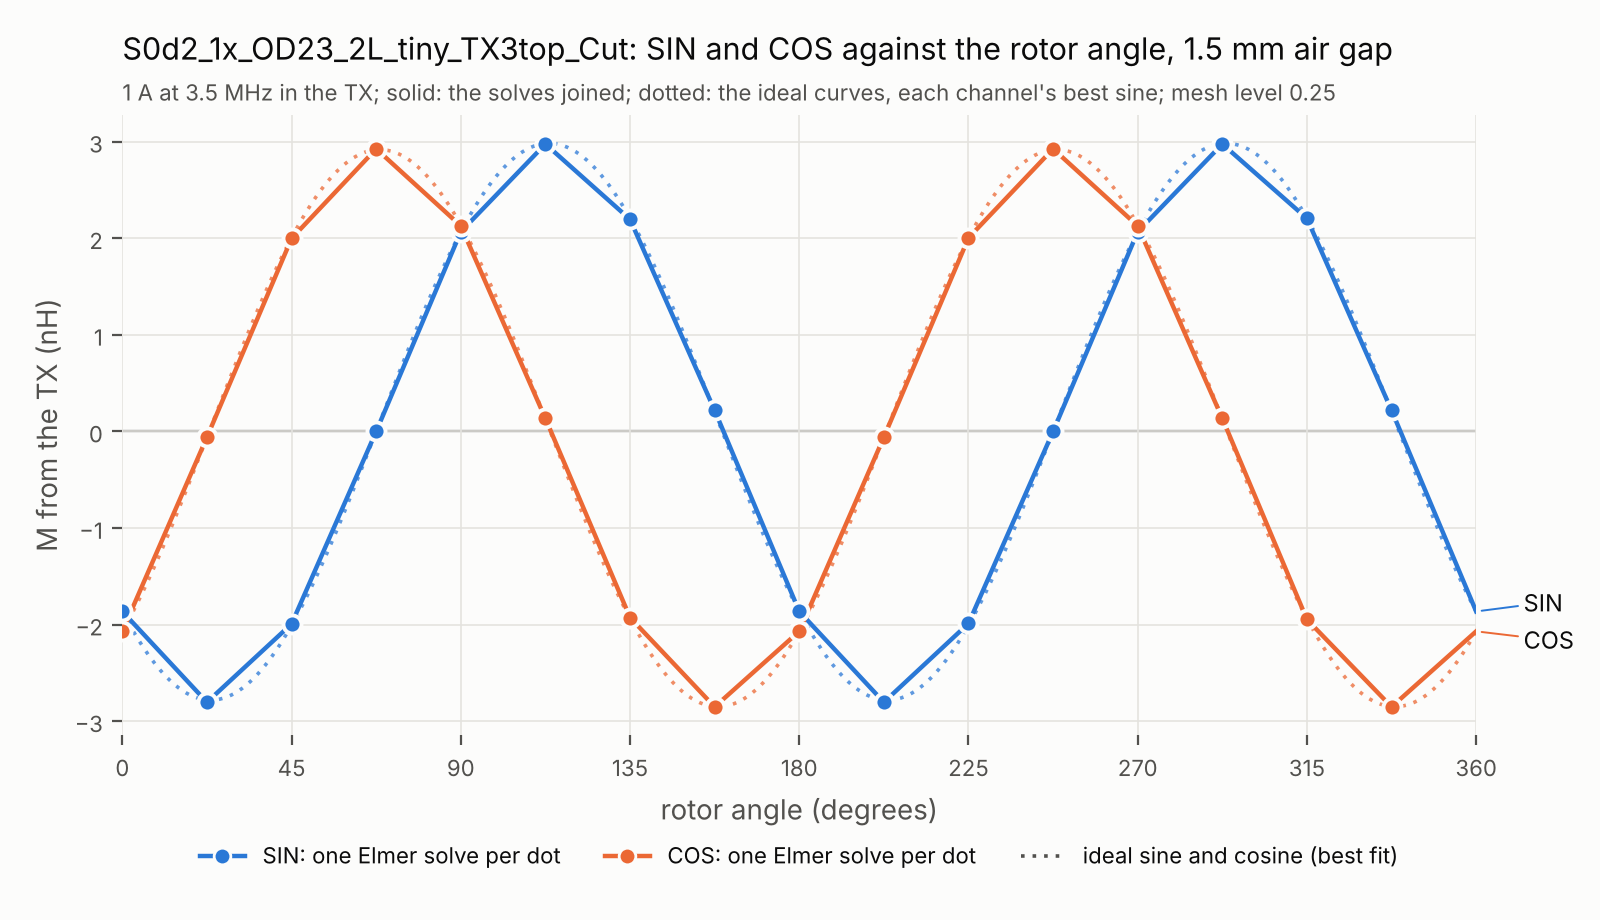 S0d2_1x_OD23_2L_tiny_TX3top_Cut: SIN and COS against the rotor angle, 1.5 mm air gap
1 A at 3.5 MHz in the TX; solid: the solves joined; dotted: the ideal curves, each channel's best sine; mesh level 0.25
M from the TX (nH)
3
2
1
0
−1
−2
−3
SIN
COS
0 45 90 135 180 225 270 315 360
rotor angle (degrees)
SIN: one Elmer solve per dot COS: one Elmer solve per dot ideal sine and cosine (best fit)